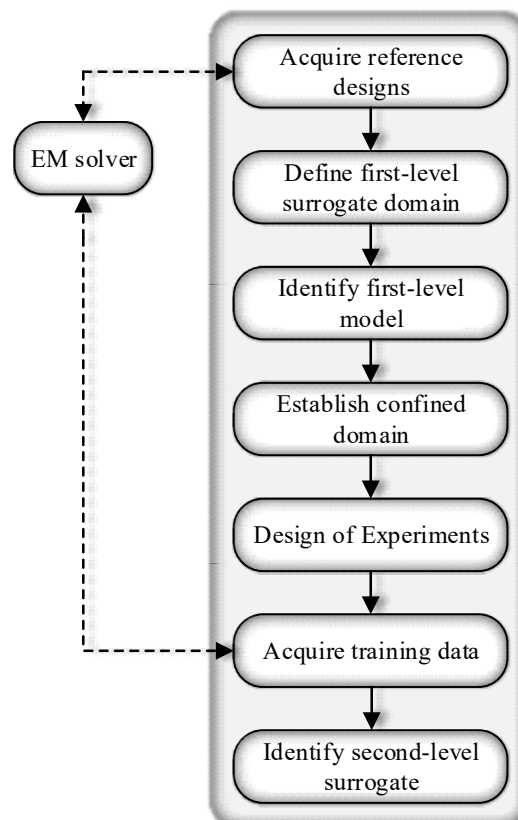 Acquire reference
designs
EM solver
Define first-level
surrogate domain
Identify first-level
model
Establish confined
domain
Design of Experiments
Acquire training data
Identify second-level
surrogate